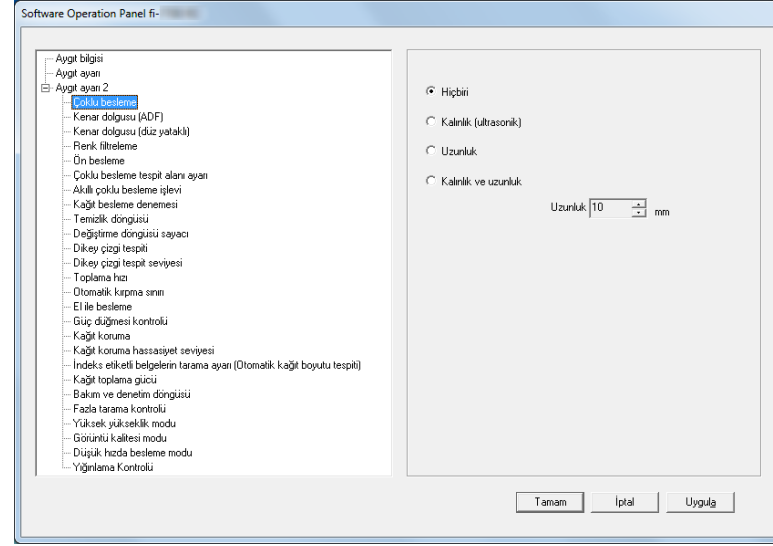 Software Operation Panel fi-
Aygıt bilgisi
Aygıt ayarı
Aygıt ayarı 2
Çoklu besleme
Kenar dolgusu (ADF)
Kenar dolgusu (düz yataklı)
Renk filtreleme
Ön besleme
Çoklu besleme tespit alanı ayarı
Akıllı çoklu besleme işlevi
Kağıt besleme denemesi
Temizlik döngüsü
Değiştirme döngüsü sayacı
Dikey çizgi tespiti
Dikey çizgi tespit seviyesi
Toplama hızı
Otomatik kırpma sınırı
El ile besleme
Güç düğmesi kontrolü
Kağıt koruma
Kağıt koruma hassasiyet seviyesi
İndeks etiketli belgelerin tarama ayarı (Otomatik kağıt boyutu tespiti)
Kağıt toplama gücü
Bakım ve denetim döngüsü
Fazla tarama kontrolü
Yüksek yükseklik modu
Görüntü kalitesi modu
Düşük hızda besleme modu
Yığınlama Kontrolü
Hiçbiri
Kalınlık (ultrasonik)
Uzunluk
Kalınlık ve uzunluk
Uzunluk 10 mm
Tamam İptal Uygula